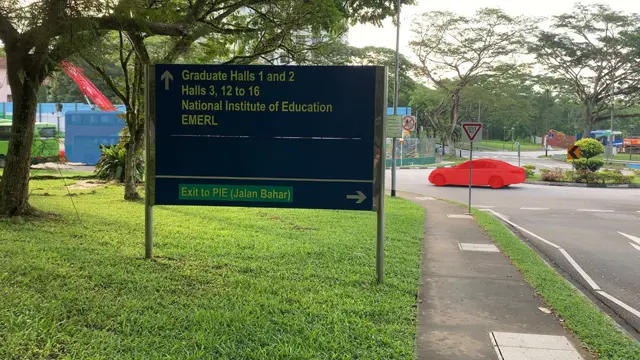 Graduate Halls 1 and 2
Halls 3, 12 to 16
National Institute of Education
EMERL
Exit to PIE (Jalan Bahar)